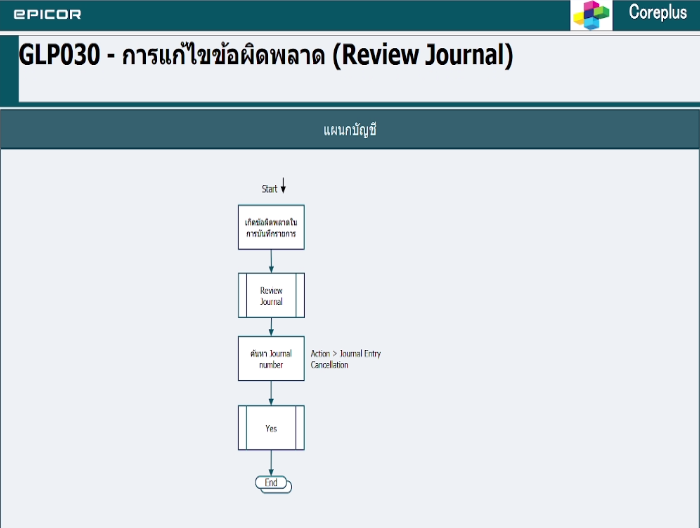 EPICOR
Coreplus
GLP030 - การแก้ไขข้อผิดพลาด (Review Journal)
แผนกบัญชี
Start
เกิดข้อผิดพลาดใน
การบันทึกรายการ
Review
Journal
ค้นหา Journal
number
Action > Journal Entry
Cancellation
Yes
End